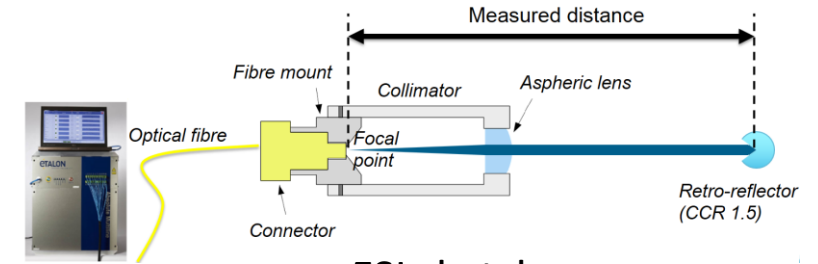 Measured distance
Fibre mount
Collimator
Aspheric lens
Optical fibre
Focal
point
ETALON
Connector
Retro-reflector
(CCR 1.5)